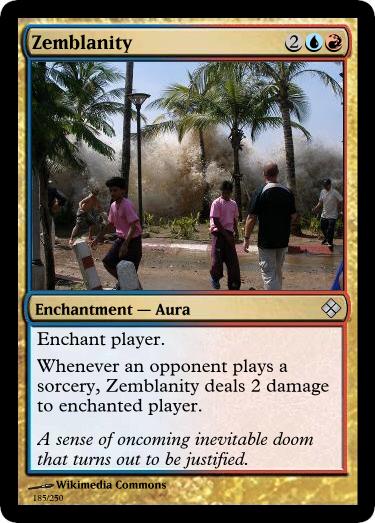 Zemblanity 2
Enchantment — Aura
Enchant player.
Whenever an opponent plays a
sorcery, Zemblanity deals 2 damage
to enchanted player.
A sense of oncoming inevitable doom
that turns out to be justified.
Wikimedia Commons
185/250